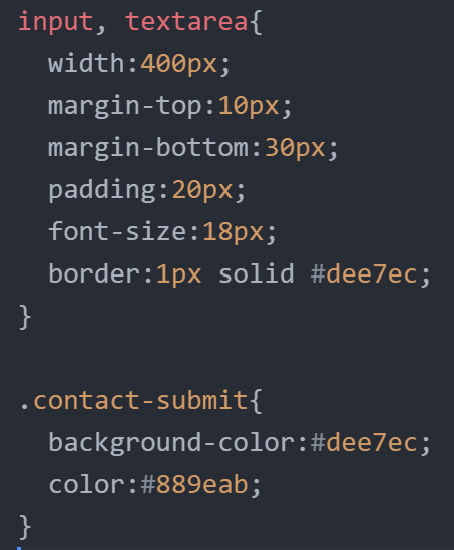 input, textarea{
  width:400px;
  margin-top:10px;
  margin-bottom:30px;
  padding:20px;
  font-size:18px;
  border:1px solid #dee7ec;
}

.contact-submit{
  background-color:#dee7ec;
  color:#889eab;
}